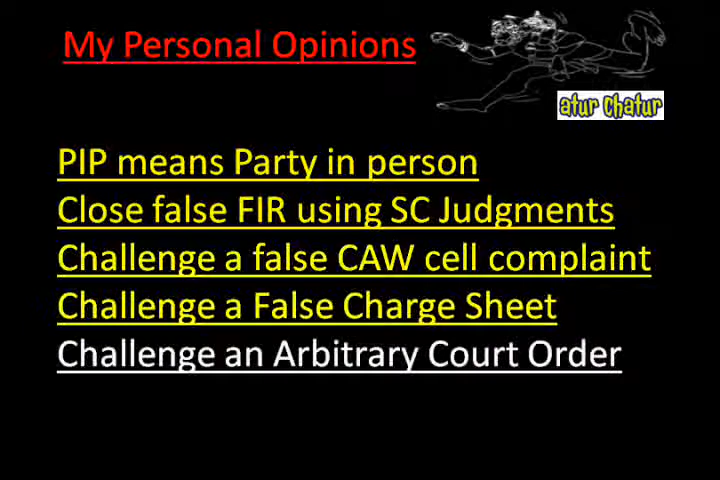 My Personal Opinions
atur chatur
PIP means Party in person
Close false FIR using SC Judgments
Challenge a false CAW cell complaint
Challenge a False Charge Sheet
Challenge an Arbitrary Court Order